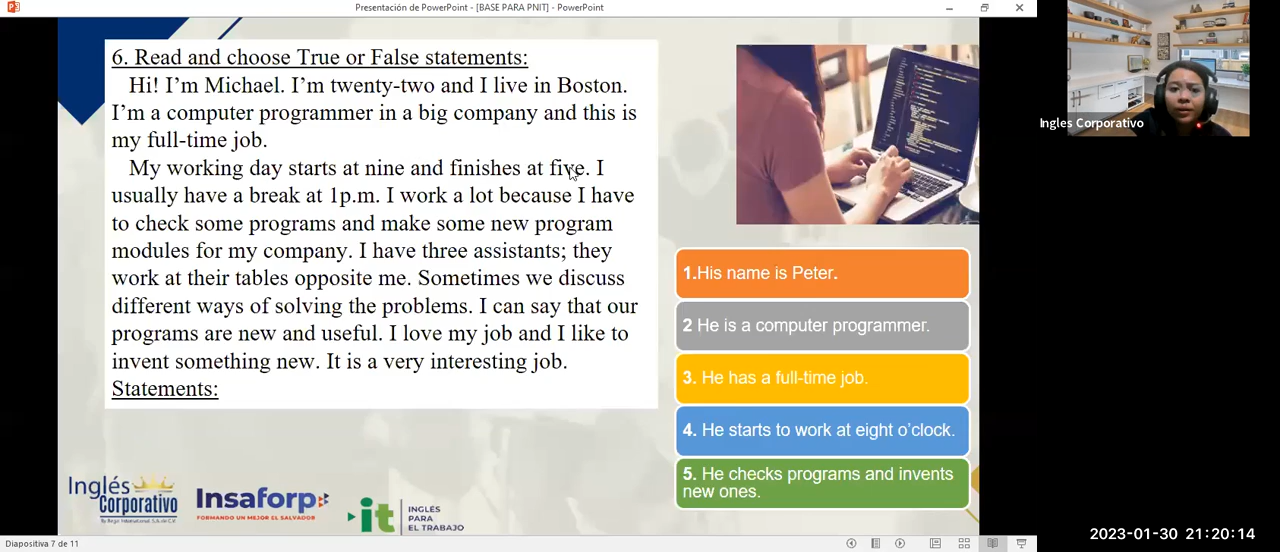 Presentación de PowerPoint - [BASE PARA PNIT] - PowerPoint
6. Read and choose True or False statements:
Hi! I'm Michael. I'm twenty-two and I live in Boston.
I'm a computer programmer in a big company and this is
my full-time job.
My working day starts at nine and finishes at five. I
usually have a break at 1p.m. I work a lot because I have
to check some programs and make some new program
modules for my company. I have three assistants; they
work at their tables opposite me. Sometimes we discuss
different ways of solving the problems. I can say that our
programs are new and useful. I love my job and I like to
invent something new. It is a very interesting job.
Statements:
1.His name is Peter.
2 He is a computer programmer.
3. He has a full-time job.
4. He starts to work at eight o'clock.
5. He checks programs and invents
new ones.
Ingles Corporativo
Inglés
Corporativo
Insaforp
FORMANDO UN MEJOR EL SALVADOR
it
INGLÉS
PARA
EL TRABAJO
Diapositiva 7 de 11
2023-01-30 21:20:14